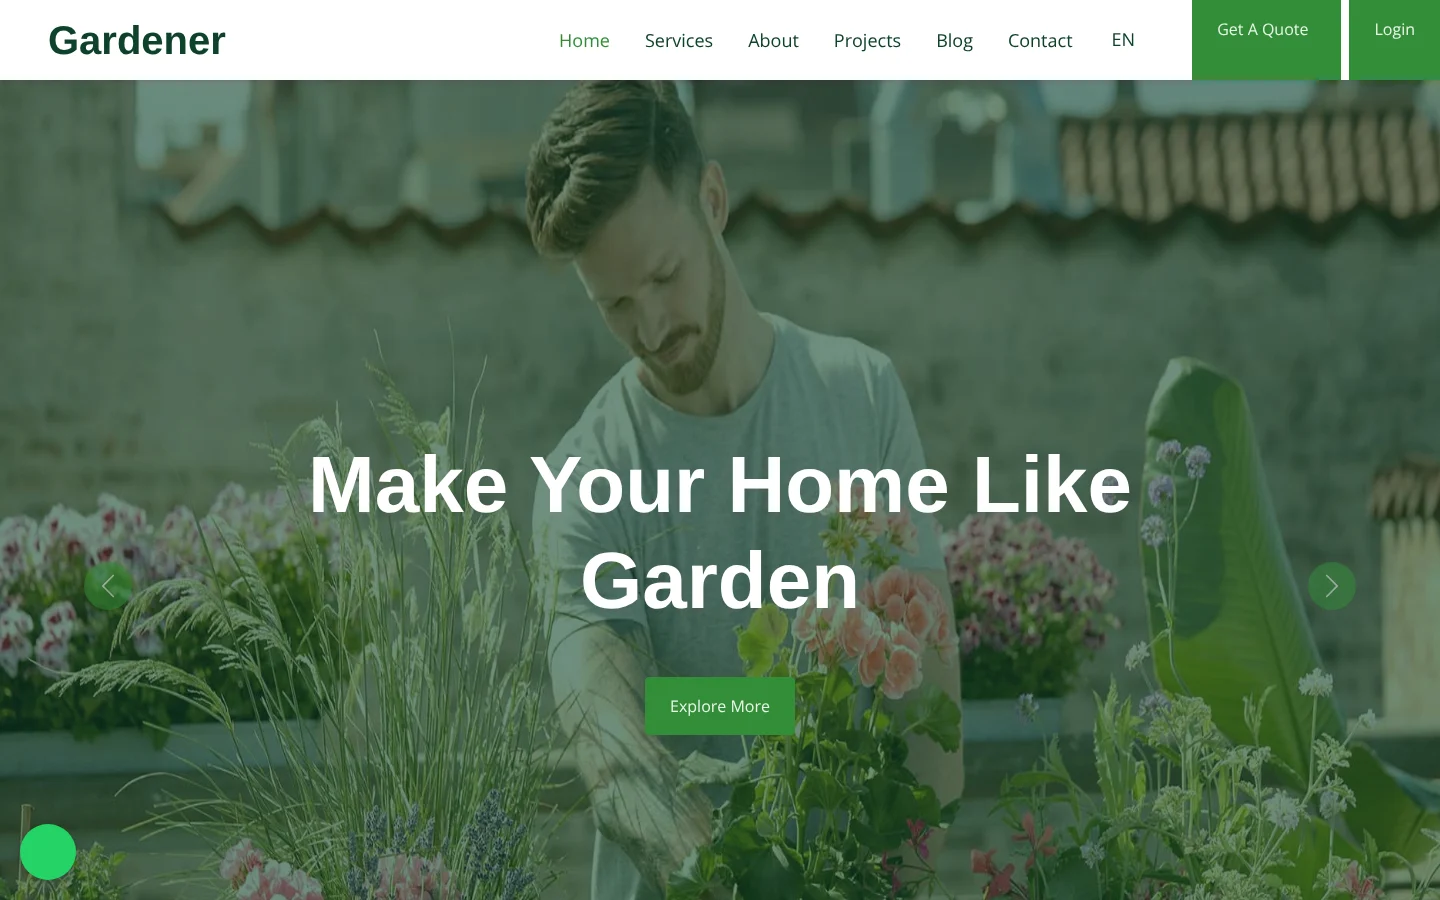 Gardener
Home Services About Projects Blog Contact EN Get A Quote Login
Make Your Home Like
Garden
Explore More